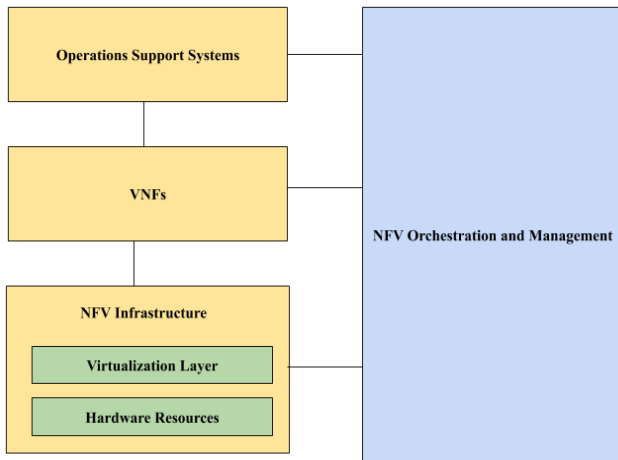 Operations Support Systems
VNFs
NFV Orchestration and Management
NFV Infrastructure
Virtualization Layer
Hardware Resources